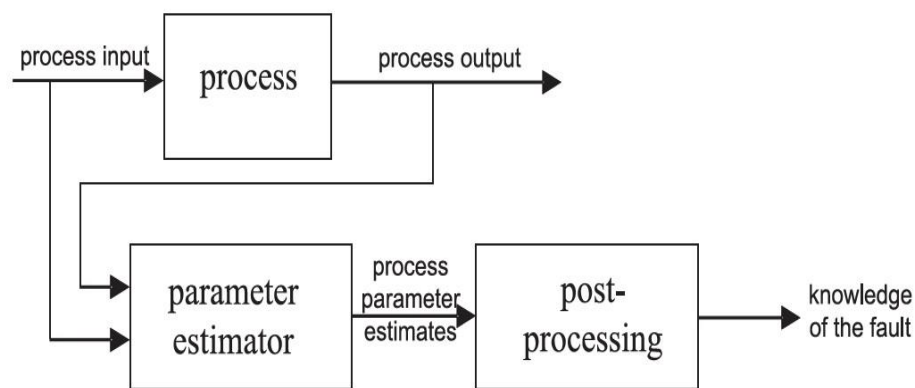 process input
process
process output
parameter
estimator
process
parameter
estimates
post-
processing
knowledge
of the fault